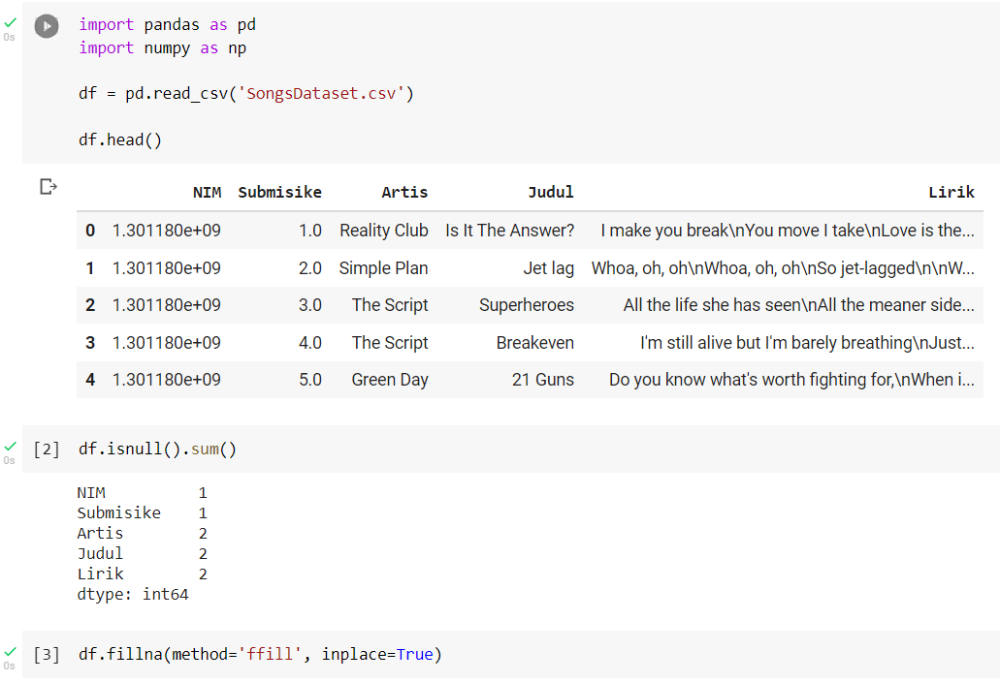 0s
import pandas as pd
import numpy as np
df = pd.read_csv('SongsDataset.csv')
df.head()
NIM Submisike Artis Judul Lirik
0 1.301180e+09 1.0 Reality Club Is It The Answer? I make you break\nYou move I take\nLove is the...
1 1.301180e+09 2.0 Simple Plan Jet lag Whoa, oh, oh\nWhoa, oh, oh\nSo jet-lagged\n\nW...
2 1.301180e+09 3.0 The Script Superheroes All the life she has seen\nAll the meaner side...
3 1.301180e+09 4.0 The Script Breakeven I'm still alive but I'm barely breathing\nJust...
4 1.301180e+09 5.0 Green Day 21 Guns Do you know what's worth fighting for,\nWhen i...
0s
[2] df.isnull().sum()
NIM 1
Submisike 1
Artis 2
Judul 2
Lirik 2
dtype: int64
0s
[3] df.fillna(method='ffill', inplace=True)